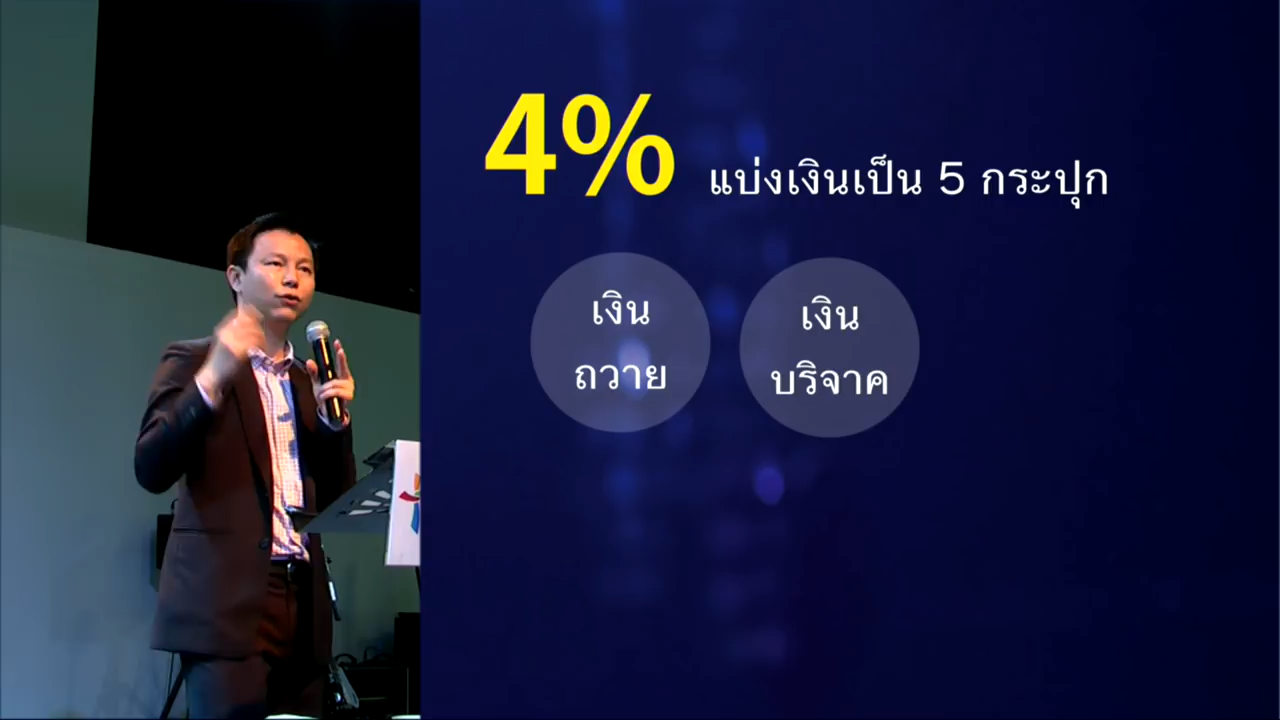 4% แบ่งเงินเป็น 5 กระปุก
เงิน
ถวาย
เงิน
บริจาค